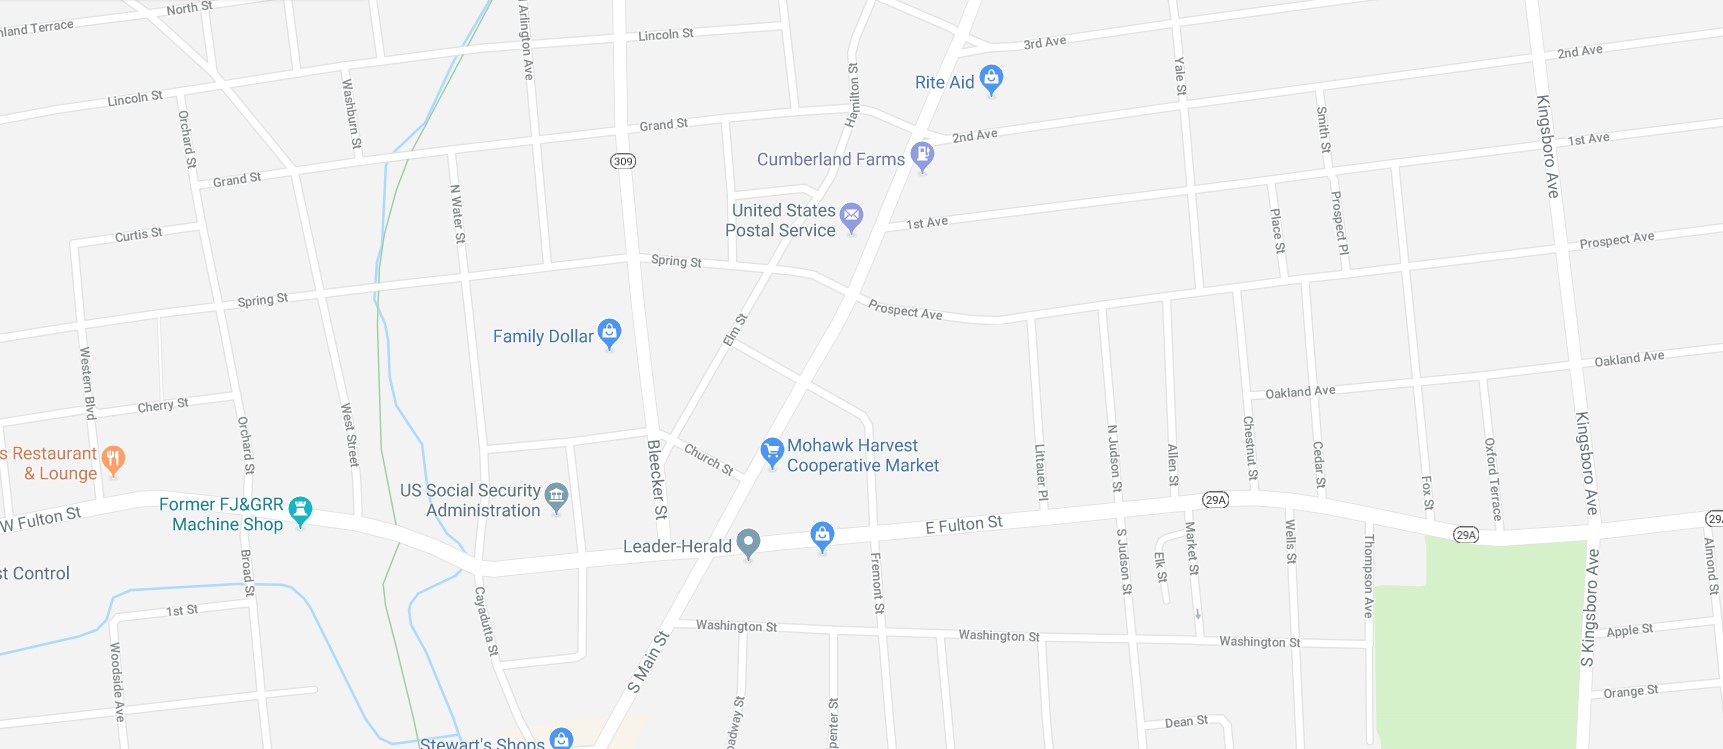 North St
nland Terrace
Lincoln St
Arlington Ave
Lincoln St
3rd Ave
2nd Ave
Yale St
Hamilton St
Rite Aid
Washburn St
Orchard St
Smith St
Kingsboro Ave
Grand St
2nd Ave
1st Ave
309
Cumberland Farms
Grand St
N Water St
United States
Postal Service
1st Ave
Place St
Prospect Pl
Curtis St
Prospect Ave
Spring St
Spring St
Prospect Ave
Family Dollar
Elm St
Western Blvd
Oakland Ave
Oakland Ave
Cherry St
West Street
Orchard St
s Restaurant
& Lounge
Bleecker St
Church St
Mohawk Harvest
Cooperative Market
Littauer Pl
N Judson St
Allen St
Chestnut St
Cedar St
Fox St
Oxford Terrace
Kingsboro Ave
US Social Security
Administration
Former FJ&GRR
Machine Shop
W Fulton St
29A
E Fulton St
29A
29
Leader-Herald
st Control
Broad St
Cayadutta St
Fremont St
S Judson St
Elk St
Market St
Wells St
Thompson Ave
S Kingsboro Ave
Almond St
1st St
Washington St
Washington St
Washington St
Apple St
Woodside Ave
S Main St
Orange St
oadway St
penter St
Dean St
Stewart's Shops